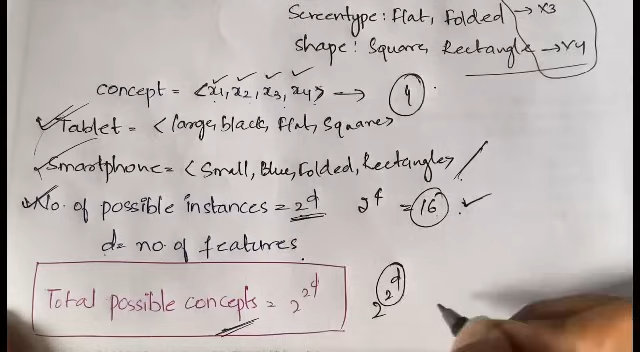 Screentype: Flat, Folded → x3
Shape: Square, Rectangle → x4
concept = <x1, x2, x3, x4> → 4
Tablet = <large, black, flat, square>
Smartphone = <Small, Blue, Folded, Rectangle>
No. of possible instances = 2^d 2^4 = 16
d = no. of features.
Total possible concepts = 2^2^d 2^2^d